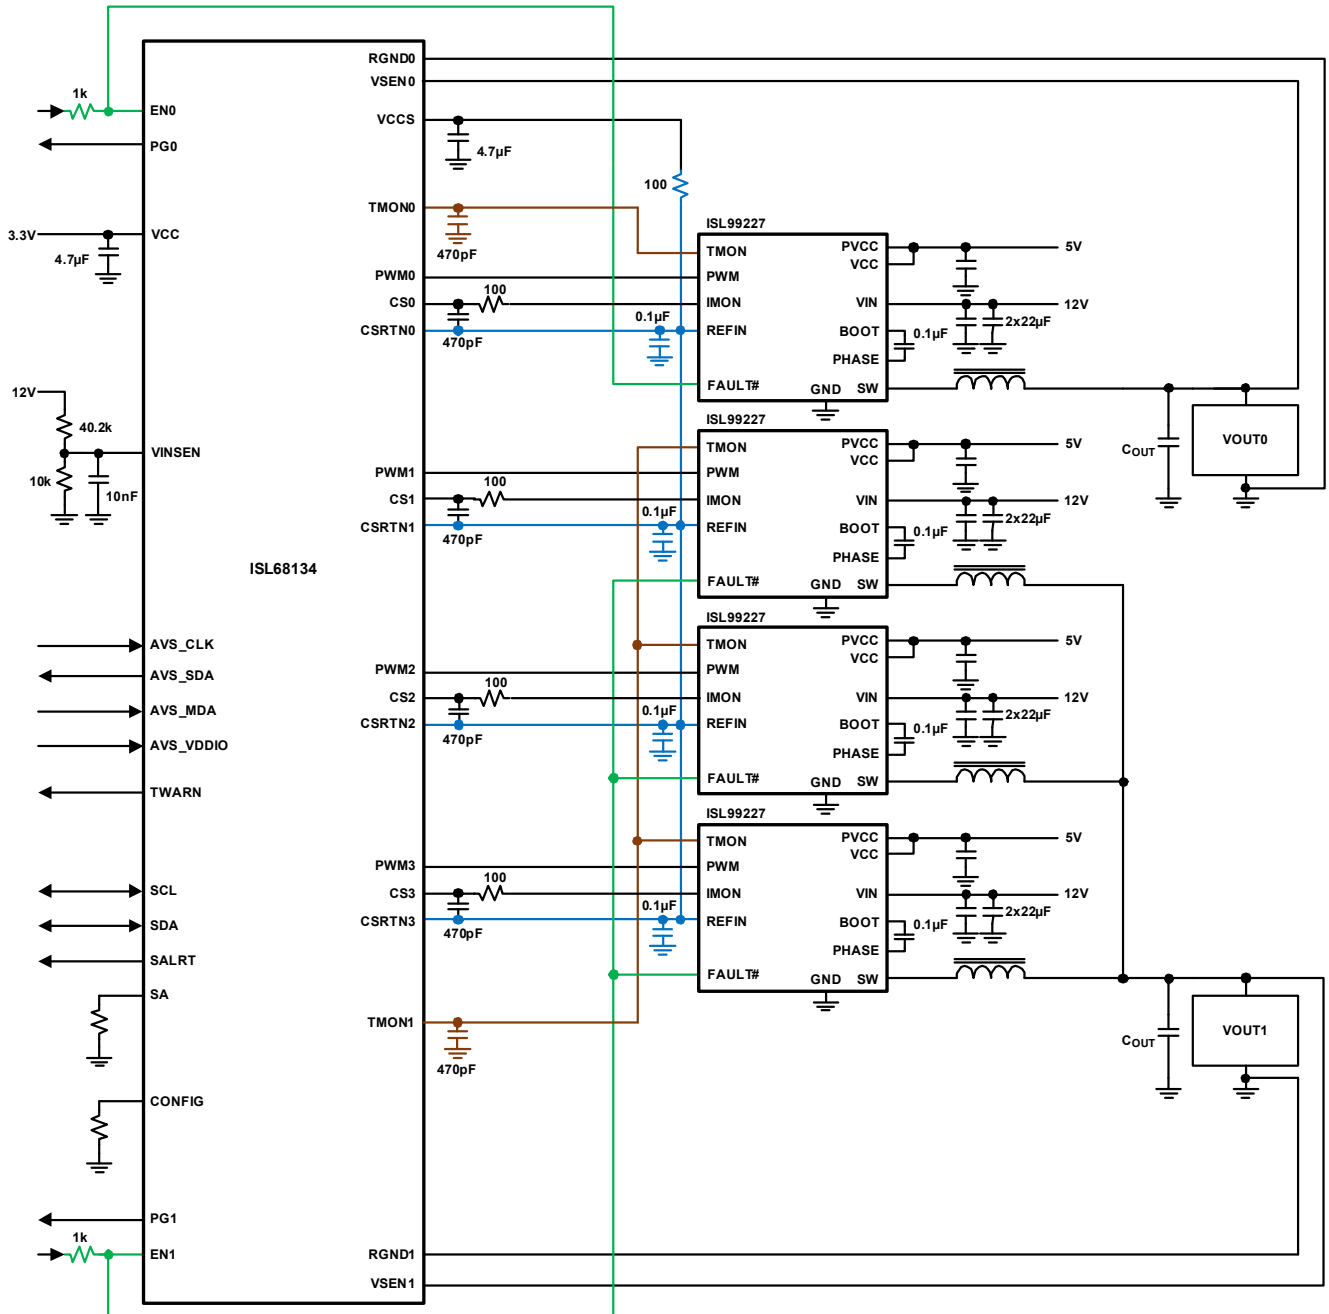 RGND0
VSEN0
1k
EN0
VCCS
PG0
4.7µF
100
TMON0
ISL99227
3.3V
VCC
4.7µF
470pF
TMON
PVCC
VCC
5V
PWM0
PWM
CS0
100
IMON
VIN
12V
0.1µF
2x22µF
CSRTN0
REFIN
BOOT
0.1µF
470pF
PHASE
FAULT#
GND
SW
12V
40.2k
ISL99227
VINSEN
10k
10nF
TMON
PVCC
VCC
5V
COUT
VOUT0
PWM1
PWM
100
CS1
IMON
VIN
12V
0.1µF
2x22µF
CSRTN1
REFIN
BOOT
0.1µF
470pF
PHASE
ISL68134
FAULT#
GND
SW
ISL99227
AVS_CLK
TMON
PVCC
VCC
5V
AVS_SDA
PWM2
PWM
100
CS2
IMON
VIN
12V
AVS_MDA
0.1µF
2x22µF
CSRTN2
REFIN
BOOT
0.1µF
AVS_VDDIO
470pF
PHASE
FAULT#
GND
SW
TWARN
ISL99227
TMON
PVCC
VCC
5V
PWM3
PWM
100
SCL
CS3
IMON
VIN
12V
0.1µF
2x22µF
SDA
CSRTN3
REFIN
BOOT
0.1µF
470pF
PHASE
SALRT
FAULT#
GND
SW
SA
TMON1
COUT
VOUT1
470pF
CONFIG
PG1
1k
EN1
RGND1
VSEN1